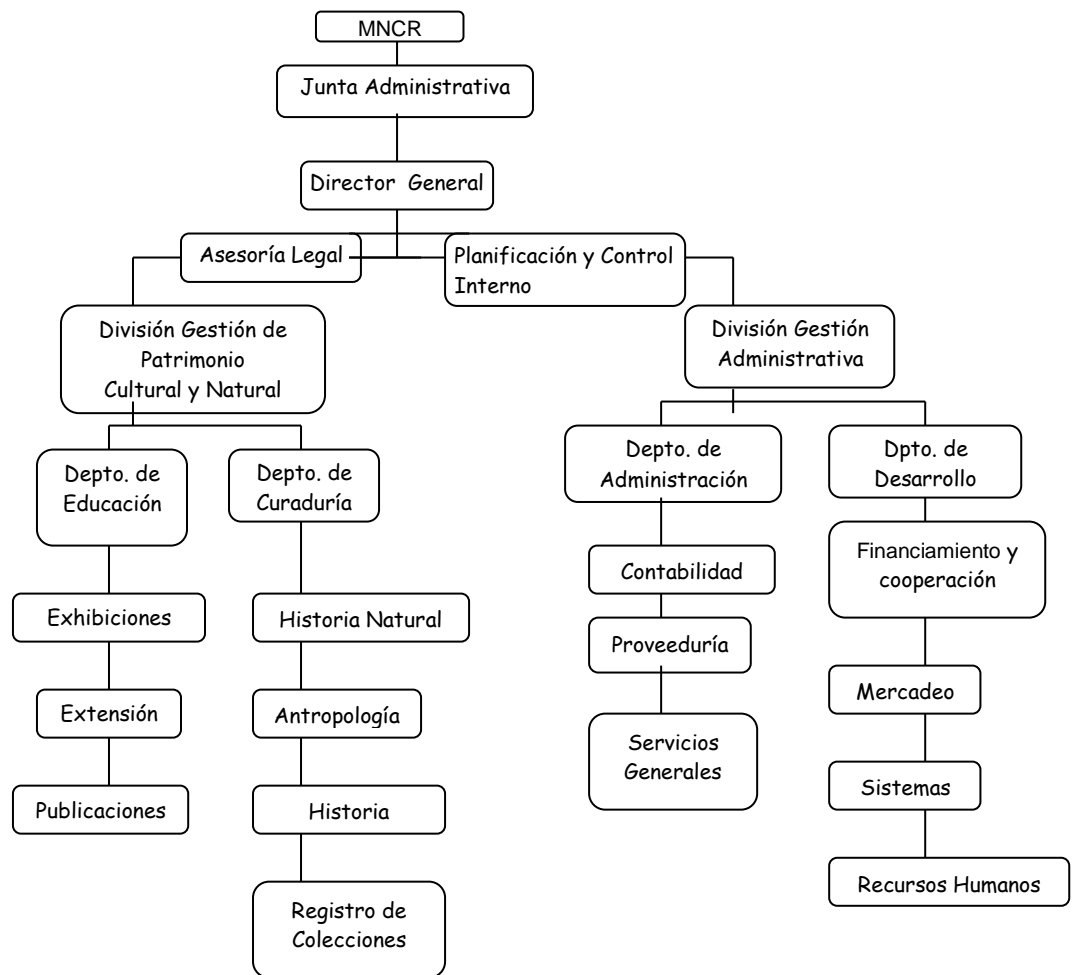 MNCR
Junta Administrativa
Director General
Asesoría Legal
Planificación y Control
Interno
División Gestión de
Patrimonio
Cultural y Natural
División Gestión
Administrativa
Depto. de
Educación
Depto. de
Curaduría
Depto. de
Administración
Dpto. de
Desarrollo
Exhibiciones
Extensión
Publicaciones
Historia Natural
Antropología
Historia
Registro de
Colecciones
Contabilidad
Proveeduría
Servicios
Generales
Financiamiento y
cooperación
Mercadeo
Sistemas
Recursos Humanos